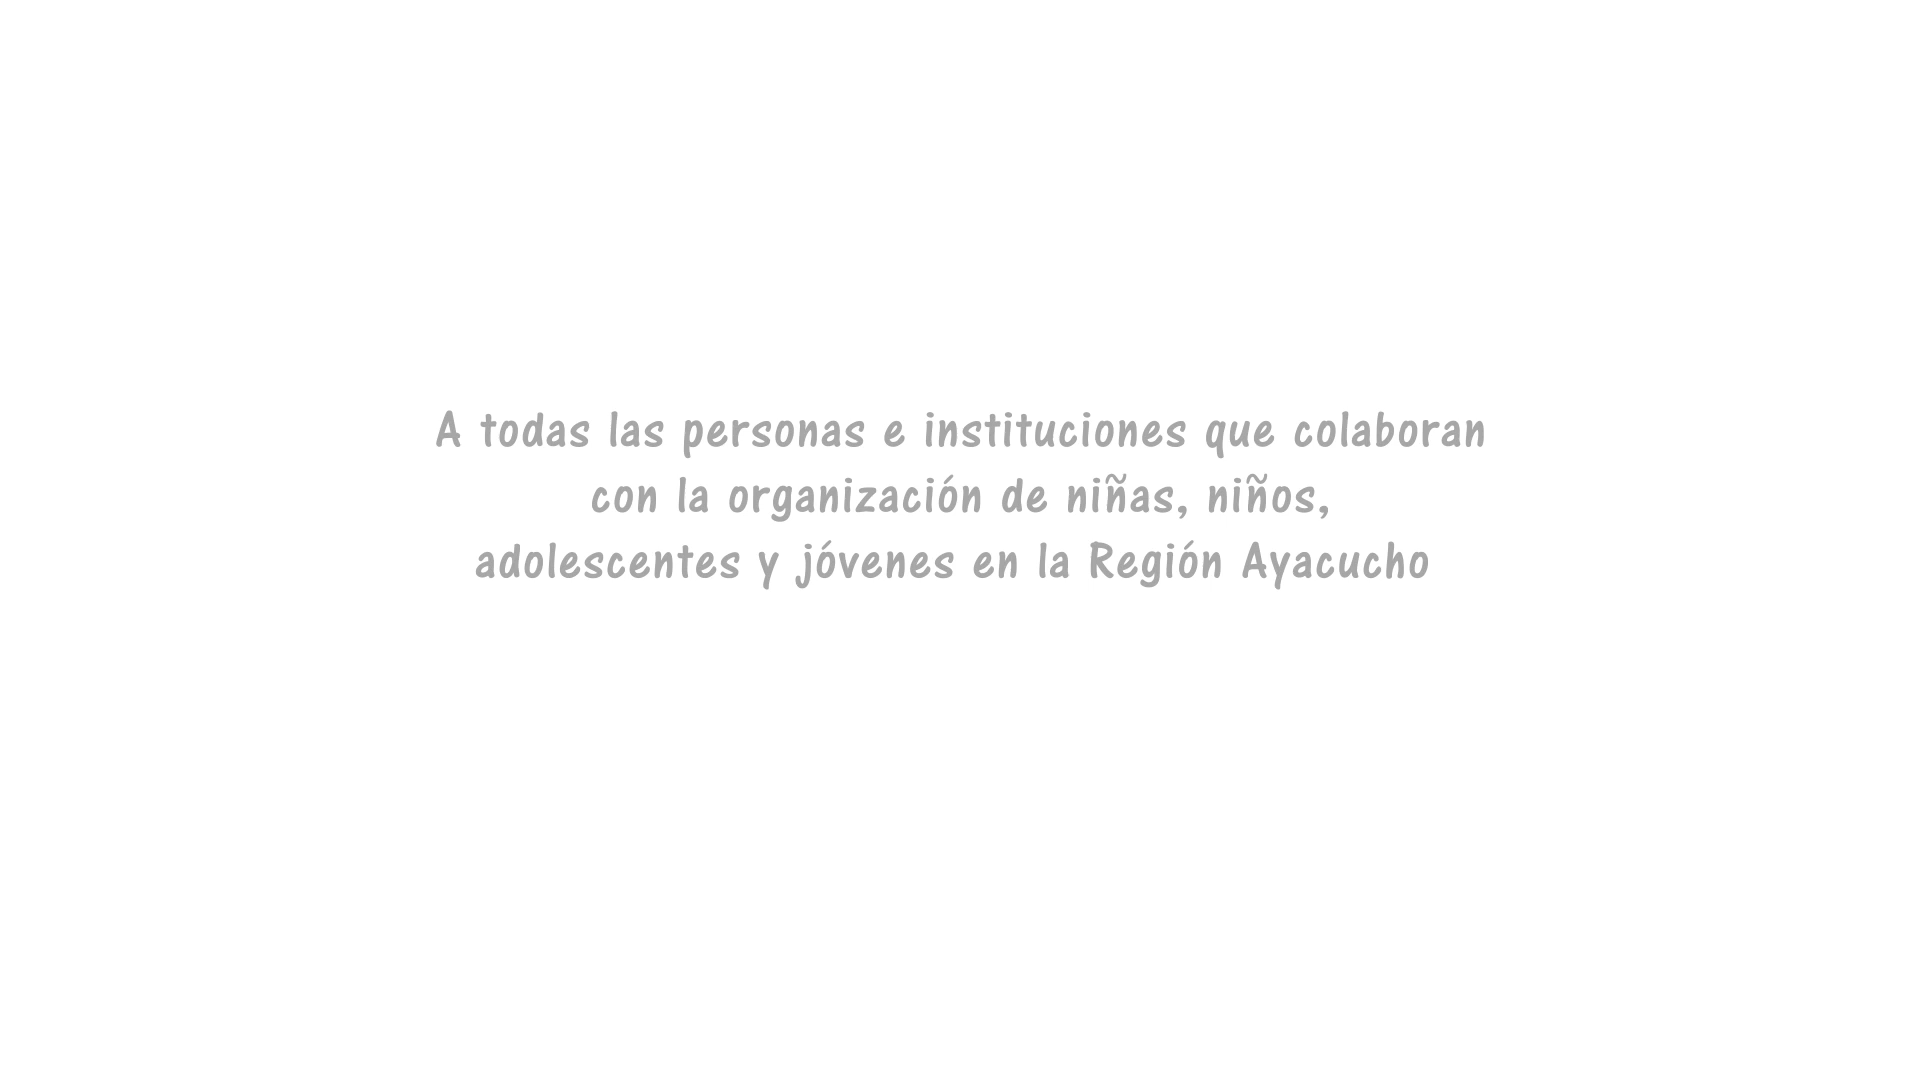 A todas las personas e instituciones que colaboran
con la organización de niñas, niños,
adolescentes y jóvenes en la Región Ayacucho